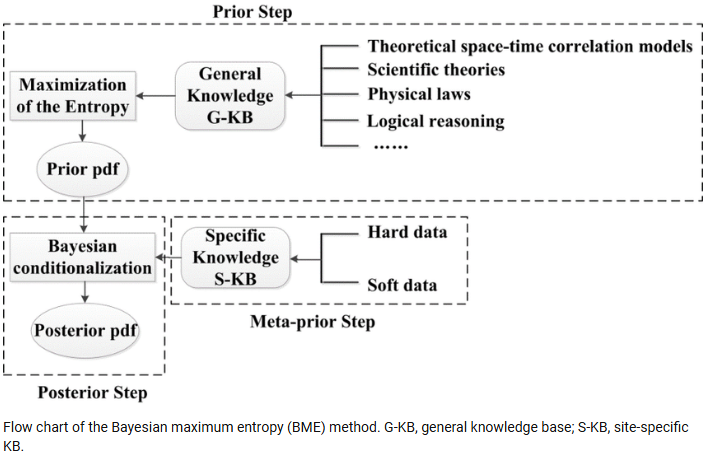 Prior Step
Theoretical space-time correlation models
Scientific theories
Physical laws
Logical reasoning
......
General
Knowledge
G-KB
Maximization
of the Entropy
Prior pdf
Bayesian
conditionalization
Posterior pdf
Specific
Knowledge
S-KB
Hard data
Soft data
Meta-prior Step
Posterior Step
Flow chart of the Bayesian maximum entropy (BME) method. G-KB, general knowledge base; S-KB, site-specific
KB.